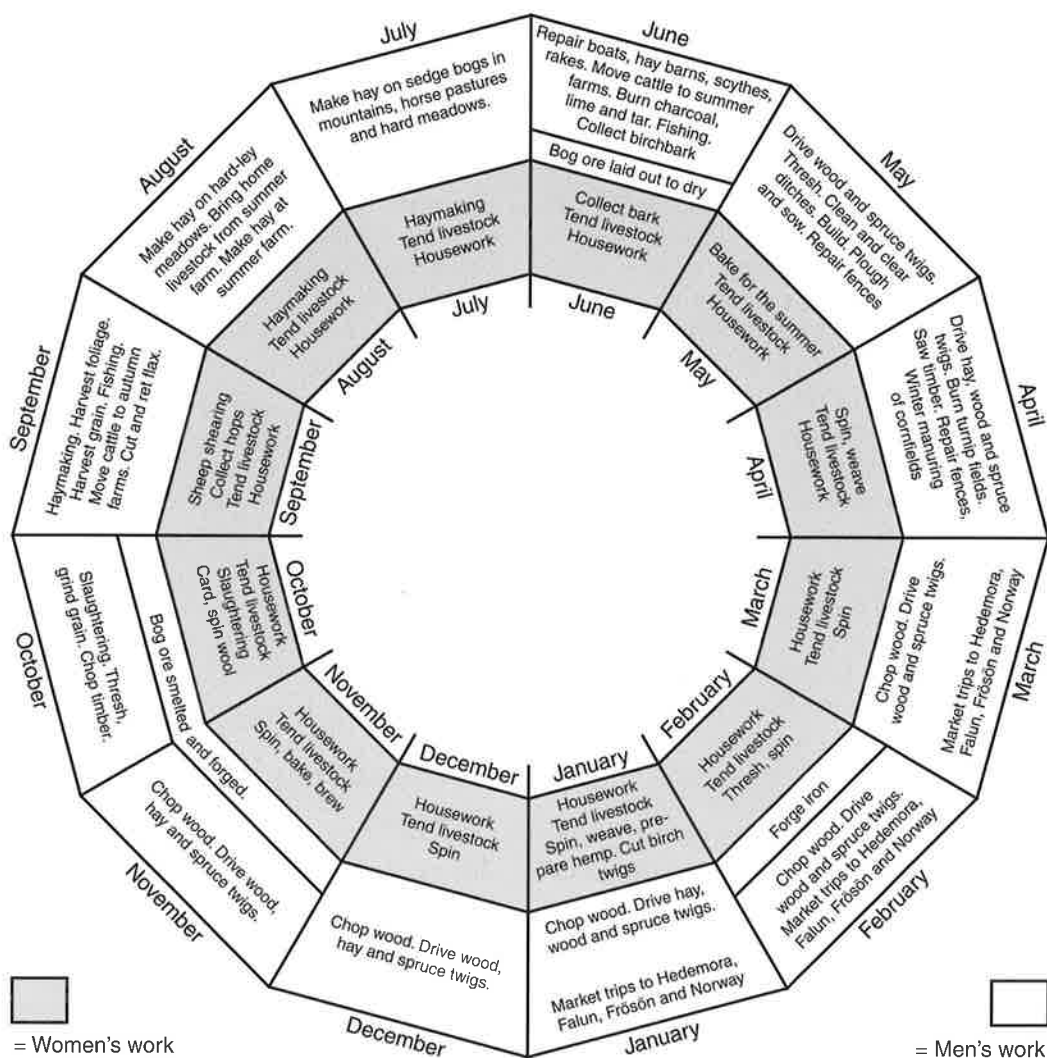 July
Make hay on sedge bogs in
mountains, horse pastures
and hard meadows.
Haymaking
Tend livestock
Housework
July
June
Repair boats, hay barns, scythes,
rakes. Move cattle to summer
farms. Burn charcoal,
lime and tar. Fishing.
Collect birchbark
Bog ore laid out to dry
Collect bark
Tend livestock
Housework
June
May
Drive wood and spruce twigs.
Thresh. Clean and clear
ditches. Build. Plough
and sow. Repair fences
Bake for the summer
Tend livestock
Housework
May
April
Drive hay, wood and spruce
twigs. Burn turnip fields.
Saw timber. Repair fences,
Winter manuring
of cornfields
Spin, weave
Tend livestock
Housework
April
March
Chop wood. Drive
wood and spruce twigs.
Market trips to Hedemora,
Falun, Frösön and Norway
Housework
Tend livestock
Spin
March
February
Forge iron
Chop wood. Drive
wood and spruce twigs.
Market trips to Hedemora,
Falun, Frösön and Norway
Housework
Tend livestock
Thresh, spin
February
January
Housework
Tend livestock
Spin, weave, pre-
pare hemp. Cut birch
twigs
Chop wood. Drive hay,
wood and spruce twigs.
Market trips to Hedemora,
Falun, Frösön and Norway
January
December
Housework
Tend livestock
Spin
Chop wood. Drive wood,
hay and spruce twigs.
December
November
Housework
Tend livestock
Spin, bake, brew
Chop wood. Drive wood,
hay and spruce twigs.
November
October
Housework
Tend livestock
Slaughtering
Card, spin wool
Bog ore smelted and forged.
Slaughtering. Thresh,
grind grain. Chop timber.
October
September
Haymaking. Harvest foliage.
Harvest grain. Fishing.
Move cattle to autumn
farms. Cut and ret flax.
Sheep shearing
Collect hops
Tend livestock
Housework
September
August
Make hay on hard-ley
meadows. Bring home
livestock from summer
farm. Make hay at
summer farm.
Haymaking
Tend livestock
Housework
August
= Women's work
= Men's work